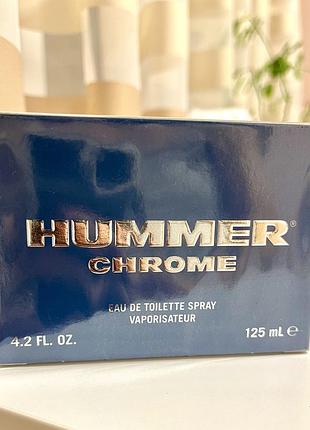 HUMMER®
CHROME
EAU DE TOILETTE SPRAY
VAPORISATEUR
4.2 FL. OZ. 125 mL ℮